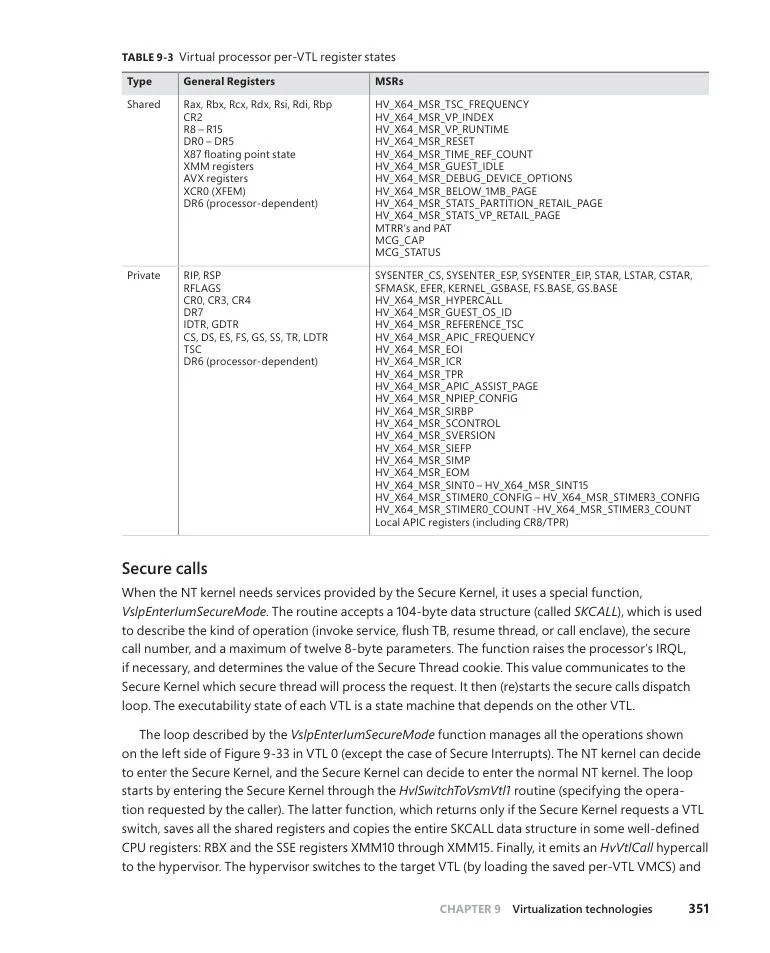 TABLE 9-3 Virtual processor per-VTL register states
Type General Registers MSRs
Shared Rax, Rbx, Rcx, Rdx, Rsi, Rdi, Rbp HV_X64_MSR_TSC_FREQUENCY
CR2 HV_X64_MSR_VP_INDEX
R8 – R15 HV_X64_MSR_VP_RUNTIME
DR0 – DR5 HV_X64_MSR_RESET
X87 floating point state HV_X64_MSR_TIME_REF_COUNT
XMM registers HV_X64_MSR_GUEST_IDLE
AVX registers HV_X64_MSR_DEBUG_DEVICE_OPTIONS
XCR0 (XFEM) HV_X64_MSR_BELOW_1MB_PAGE
DR6 (processor-dependent) HV_X64_MSR_STATS_PARTITION_RETAIL_PAGE
HV_X64_MSR_STATS_VP_RETAIL_PAGE
MTRR's and PAT
MCG_CAP
MCG_STATUS
Private RIP, RSP SYSENTER_CS, SYSENTER_ESP, SYSENTER_EIP, STAR, LSTAR, CSTAR,
RFLAGS SFMASK, EFER, KERNEL_GSBASE, FS.BASE, GS.BASE
CR0, CR3, CR4 HV_X64_MSR_HYPERCALL
DR7 HV_X64_MSR_GUEST_OS_ID
IDTR, GDTR HV_X64_MSR_REFERENCE_TSC
CS, DS, ES, FS, GS, SS, TR, LDTR HV_X64_MSR_APIC_FREQUENCY
TSC HV_X64_MSR_EOI
DR6 (processor-dependent) HV_X64_MSR_ICR
HV_X64_MSR_TPR
HV_X64_MSR_APIC_ASSIST_PAGE
HV_X64_MSR_NPIEP_CONFIG
HV_X64_MSR_SIRBP
HV_X64_MSR_SCONTROL
HV_X64_MSR_SVERSION
HV_X64_MSR_SIEFP
HV_X64_MSR_SIMP
HV_X64_MSR_EOM
HV_X64_MSR_SINT0 – HV_X64_MSR_SINT15
HV_X64_MSR_STIMER0_CONFIG – HV_X64_MSR_STIMER3_CONFIG
HV_X64_MSR_STIMER0_COUNT -HV_X64_MSR_STIMER3_COUNT
Local APIC registers (including CR8/TPR)
Secure calls
When the NT kernel needs services provided by the Secure Kernel, it uses a special function,
VslpEnterIumSecureMode. The routine accepts a 104-byte data structure (called SKCALL), which is used
to describe the kind of operation (invoke service, flush TB, resume thread, or call enclave), the secure
call number, and a maximum of twelve 8-byte parameters. The function raises the processor's IRQL,
if necessary, and determines the value of the Secure Thread cookie. This value communicates to the
Secure Kernel which secure thread will process the request. It then (re)starts the secure calls dispatch
loop. The executability state of each VTL is a state machine that depends on the other VTL.
The loop described by the VslpEnterIumSecureMode function manages all the operations shown
on the left side of Figure 9-33 in VTL 0 (except the case of Secure Interrupts). The NT kernel can decide
to enter the Secure Kernel, and the Secure Kernel can decide to enter the normal NT kernel. The loop
starts by entering the Secure Kernel through the HvlSwitchToVsmVtl1 routine (specifying the opera-
tion requested by the caller). The latter function, which returns only if the Secure Kernel requests a VTL
switch, saves all the shared registers and copies the entire SKCALL data structure in some well-defined
CPU registers: RBX and the SSE registers XMM10 through XMM15. Finally, it emits an HvVtlCall hypercall
to the hypervisor. The hypervisor switches to the target VTL (by loading the saved per-VTL VMCS) and
CHAPTER 9 Virtualization technologies 351